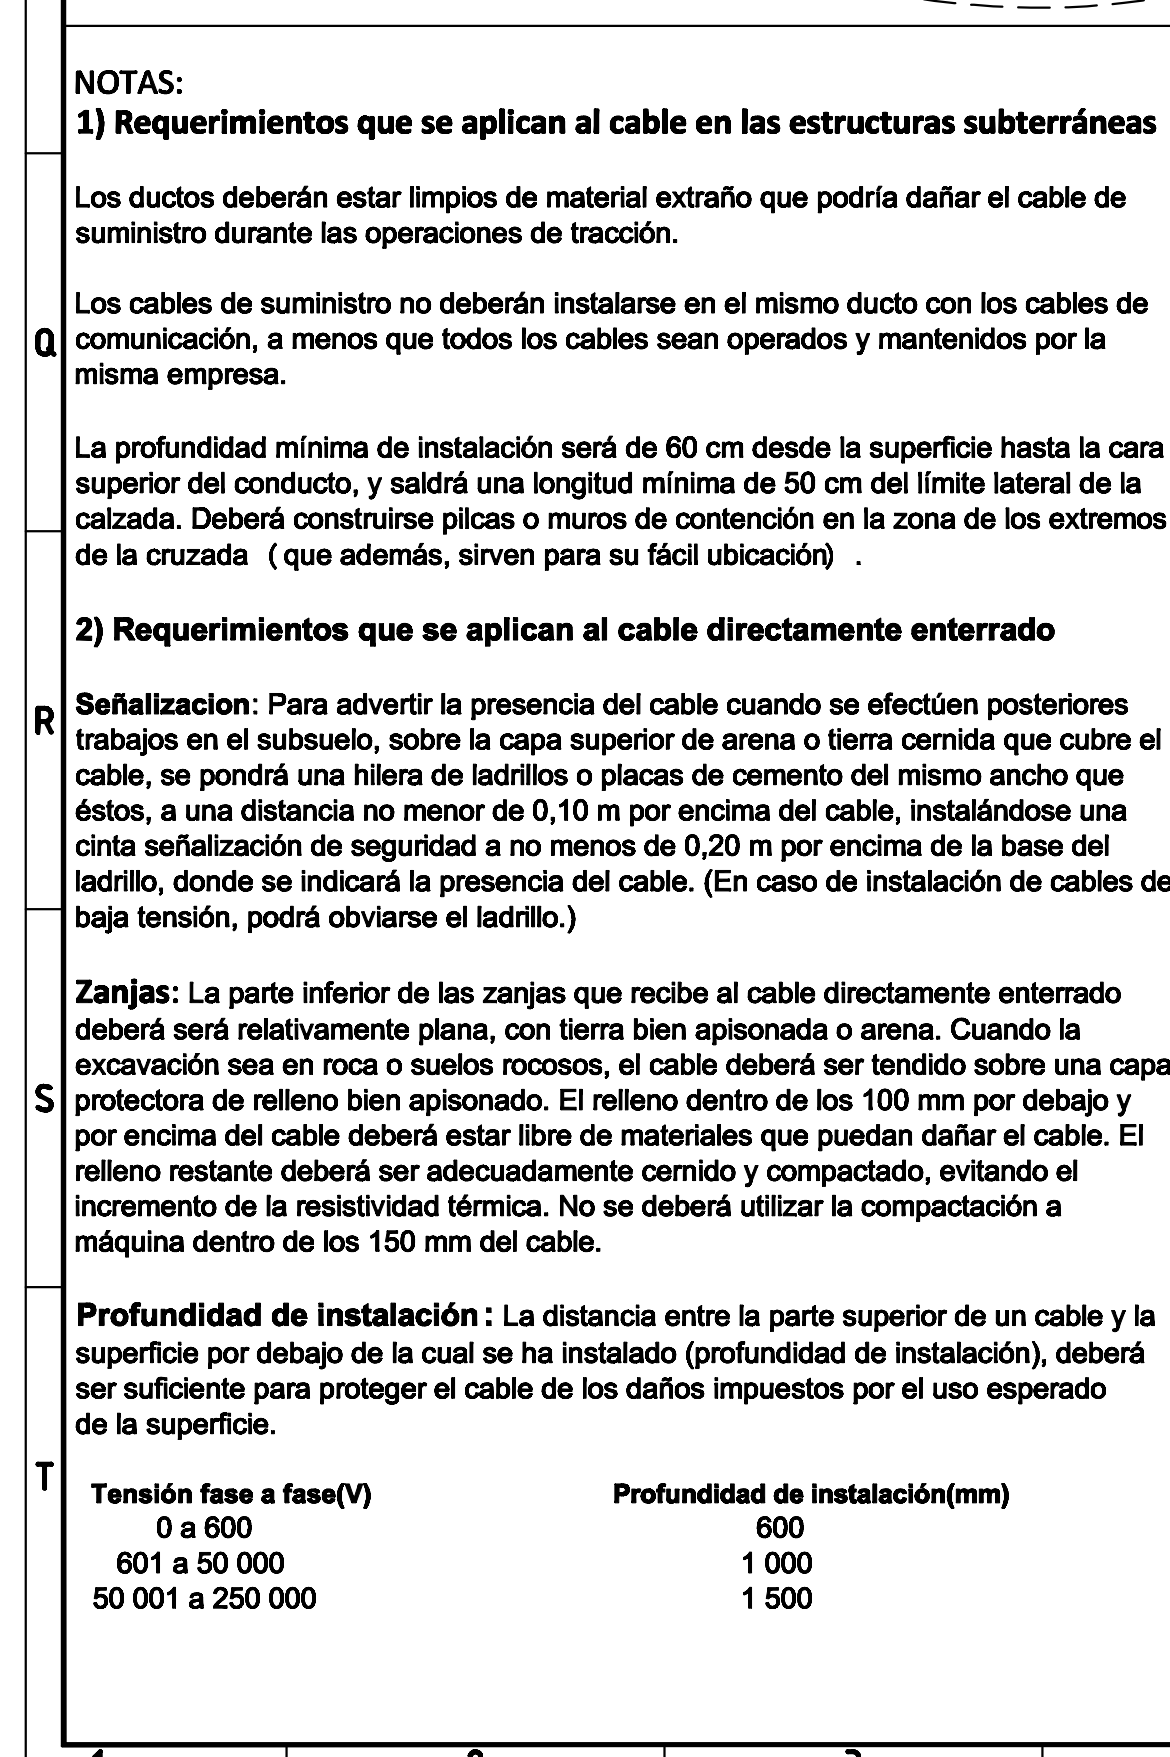 NOTAS:
1) Requerimientos que se aplican al cable en las estructuras subterráneas
Los ductos deberán estar limpios de material extraño que podría dañar el cable de
suministro durante las operaciones de tracción.
Los cables de suministro no deberán instalarse en el mismo ducto con los cables de
Q
comunicación, a menos que todos los cables sean operados y mantenidos por la
misma empresa.
La profundidad mínima de instalación será de 60 cm desde la superficie hasta la cara
superior del conducto, y saldrá una longitud mínima de 50 cm del límite lateral de la
calzada. Deberá construirse pilcas o muros de contención en la zona de los extremos
de la cruzada ( que además, sirven para su fácil ubicación) .
2) Requerimientos que se aplican al cable directamente enterrado
R
Señalizacion: Para advertir la presencia del cable cuando se efectúen posteriores
trabajos en el subsuelo, sobre la capa superior de arena o tierra cernida que cubre el
cable, se pondrá una hilera de ladrillos o placas de cemento del mismo ancho que
éstos, a una distancia no menor de 0,10 m por encima del cable, instalándose una
cinta señalización de seguridad a no menos de 0,20 m por encima de la base del
ladrillo, donde se indicará la presencia del cable. (En caso de instalación de cables de
baja tensión, podrá obviarse el ladrillo.)
Zanjas: La parte inferior de las zanjas que recibe al cable directamente enterrado
deberá será relativamente plana, con tierra bien apisonada o arena. Cuando la
excavación sea en roca o suelos rocosos, el cable deberá ser tendido sobre una capa
S
protectora de relleno bien apisonado. El relleno dentro de los 100 mm por debajo y
por encima del cable deberá estar libre de materiales que puedan dañar el cable. El
relleno restante deberá ser adecuadamente cernido y compactado, evitando el
incremento de la resistividad térmica. No se deberá utilizar la compactación a
máquina dentro de los 150 mm del cable.
Profundidad de instalación : La distancia entre la parte superior de un cable y la
superficie por debajo de la cual se ha instalado (profundidad de instalación), deberá
ser suficiente para proteger el cable de los daños impuestos por el uso esperado
de la superficie.
T
Tensión fase a fase(V) Profundidad de instalación(mm)
0 a 600 600
601 a 50 000 1 000
50 001 a 250 000 1 500